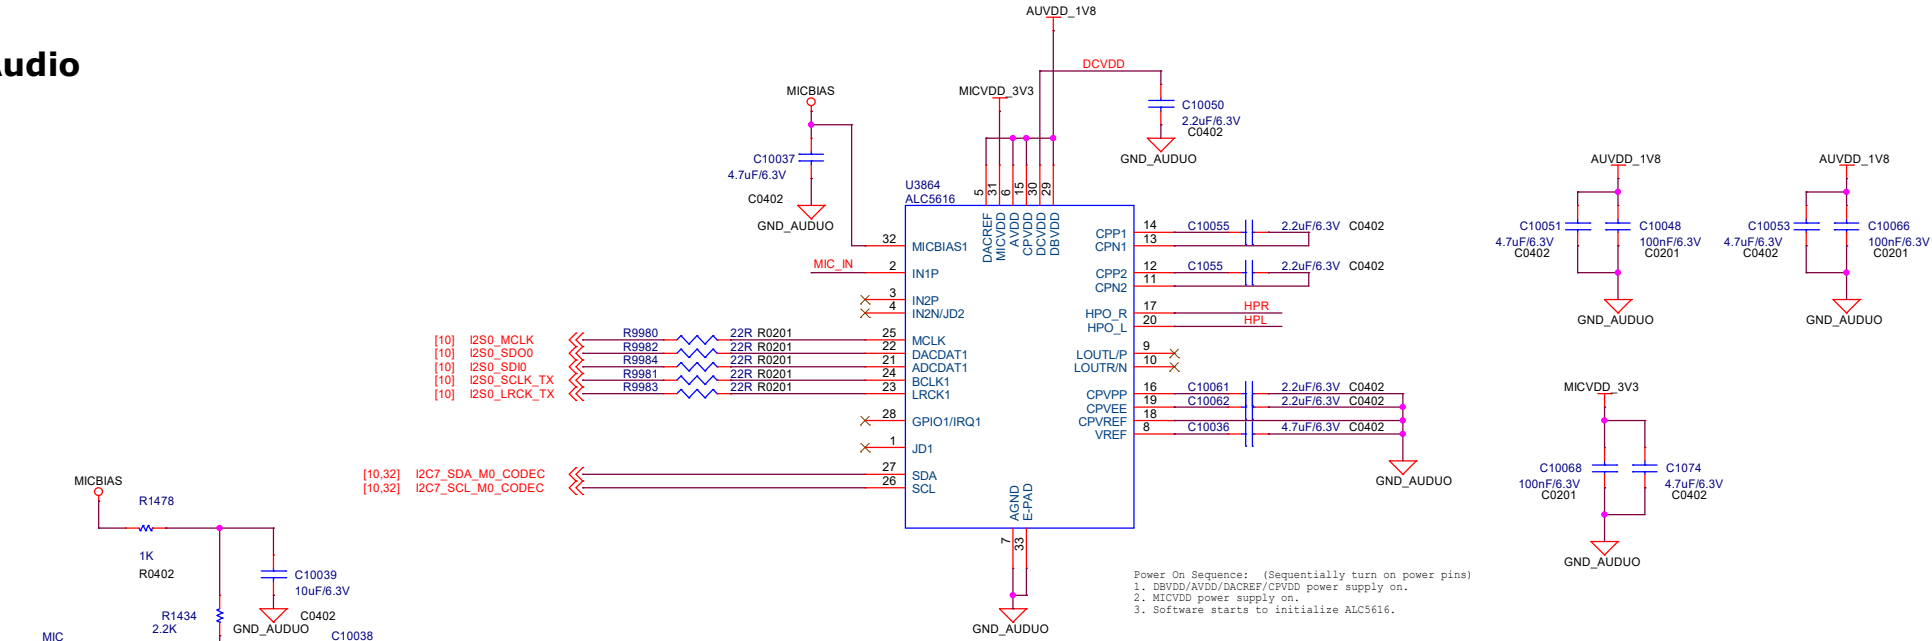 AUVDD_1V8
udio
DCVDD
MICBIAS
MICVDD_3V3
C10050
2.2uF/6.3V
C0402
GND_AUDUO
C10037
4.7uF/6.3V
C0402
GND_AUDUO
U3864
ALC5616
5
31
6
15
30
29
DACREF
MICVDD
AVDD
CPVDD
DCVDD
DBVDD
32 MICBIAS1
MIC_IN 2 IN1P
3 IN2P
4 IN2N/JD2
[10] I2S0_MCLK R9980 22R R0201 25 MCLK
[10] I2S0_SDO0 R9982 22R R0201 22 DACDAT1
[10] I2S0_SDI0 R9984 22R R0201 21 ADCDAT1
[10] I2S0_SCLK_TX R9981 22R R0201 24 BCLK1
[10] I2S0_LRCK_TX R9983 22R R0201 23 LRCK1
28 GPIO1/IRQ1
1 JD1
[10,32] I2C7_SDA_M0_CODEC 27 SDA
[10,32] I2C7_SCL_M0_CODEC 26 SCL
CPP1 14 C10055 2.2uF/6.3V C0402
CPN1 13
CPP2 12 C1055 2.2uF/6.3V C0402
CPN2 11
HPO_R 17 HPR
HPO_L 20 HPL
LOUTL/P 9
LOUTR/N 10
CPVPP 16 C10061 2.2uF/6.3V C0402
CPVEE 19 C10062 2.2uF/6.3V C0402
CPVREF 18
VREF 8 C10036 4.7uF/6.3V C0402
GND_AUDUO
AGND
E-PAD
7
33
GND_AUDUO
AUVDD_1V8
C10051
4.7uF/6.3V
C0402
C10048
100nF/6.3V
C0201
GND_AUDUO
AUVDD_1V8
C10053
4.7uF/6.3V
C0402
C10066
100nF/6.3V
C0201
GND_AUDUO
MICVDD_3V3
C10068
100nF/6.3V
C0201
C1074
4.7uF/6.3V
C0402
GND_AUDUO
MICBIAS
R1478
1K
R0402
C10039
10uF/6.3V
C0402
GND_AUDUO
R1434
2.2K
MIC
C10038
Power On Sequence: (Sequentially turn on power pins)
1. DBVDD/AVDD/DACREF/CPVDD power supply on.
2. MICVDD power supply on.
3. Software starts to initialize ALC5616.